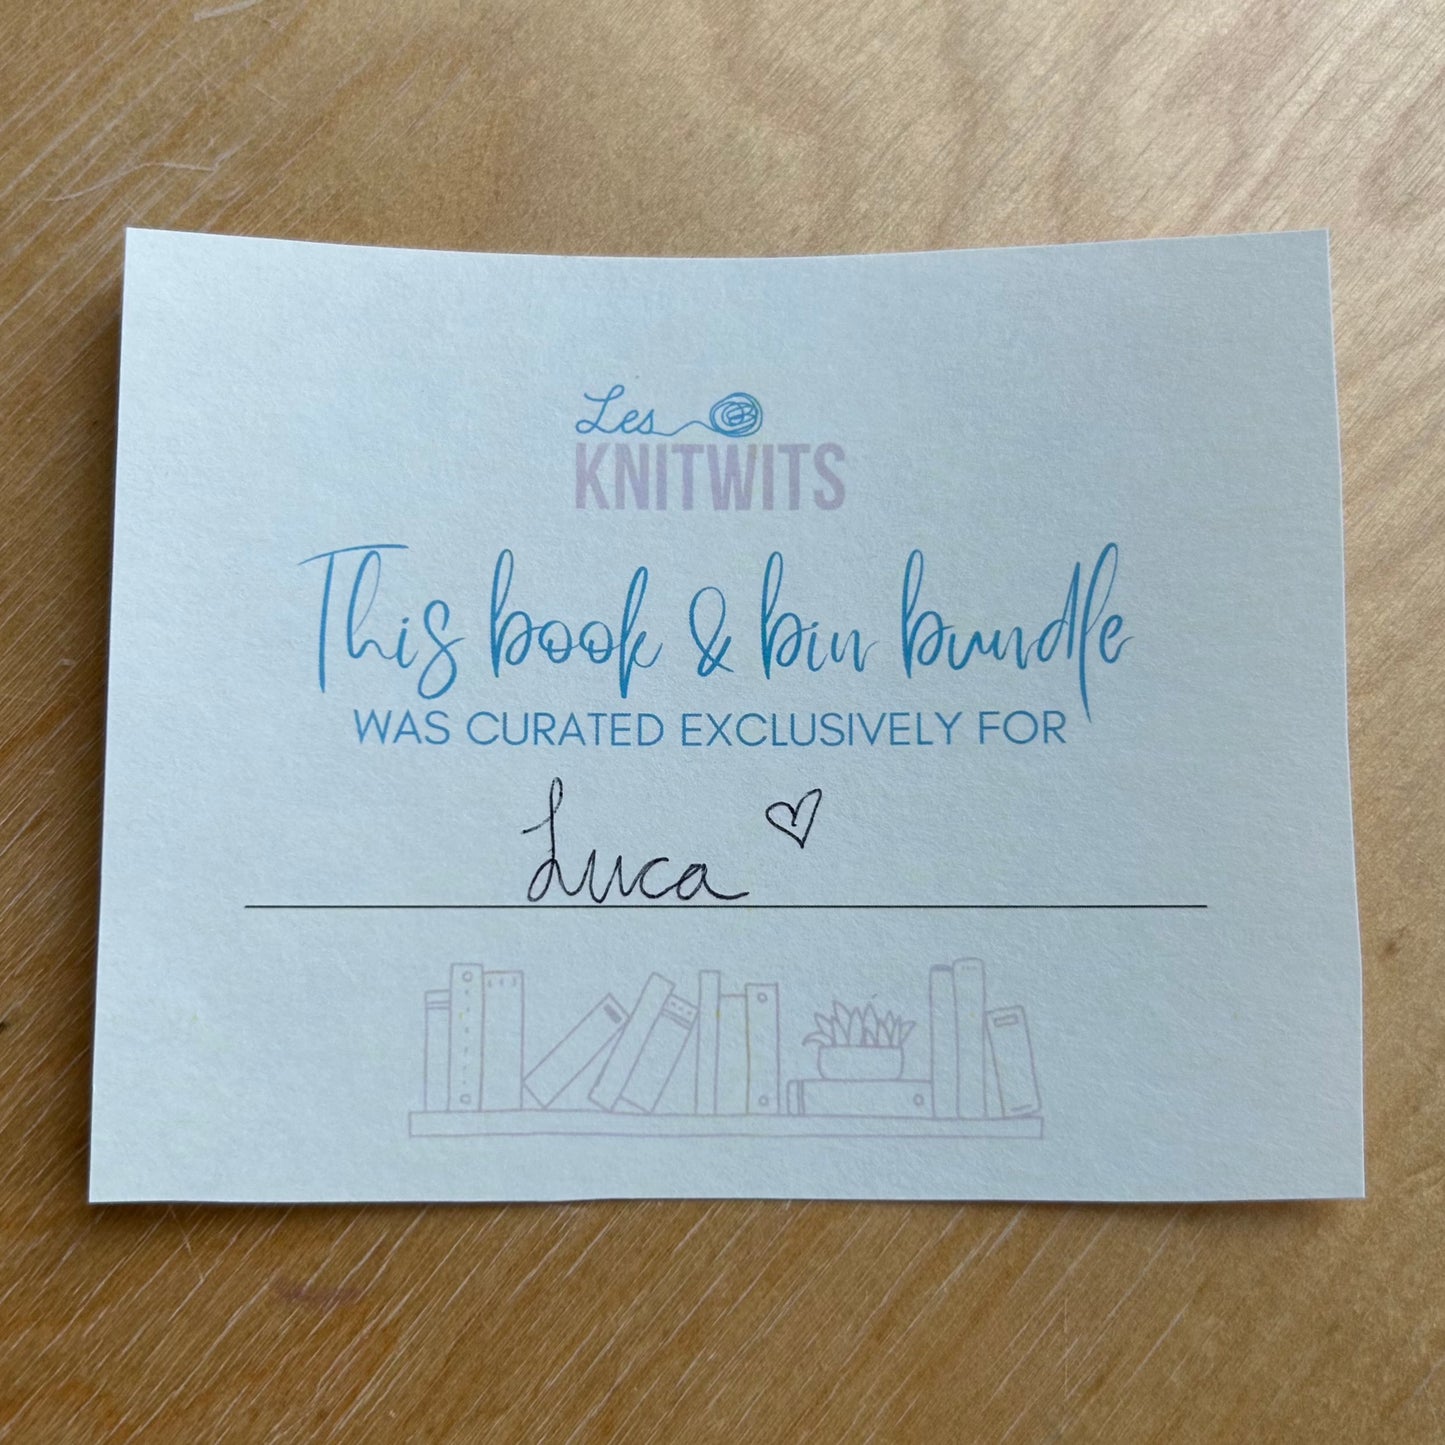 Les
KNITWITS
This book & bin bundle
WAS CURATED EXCLUSIVELY FOR
Luca ♡